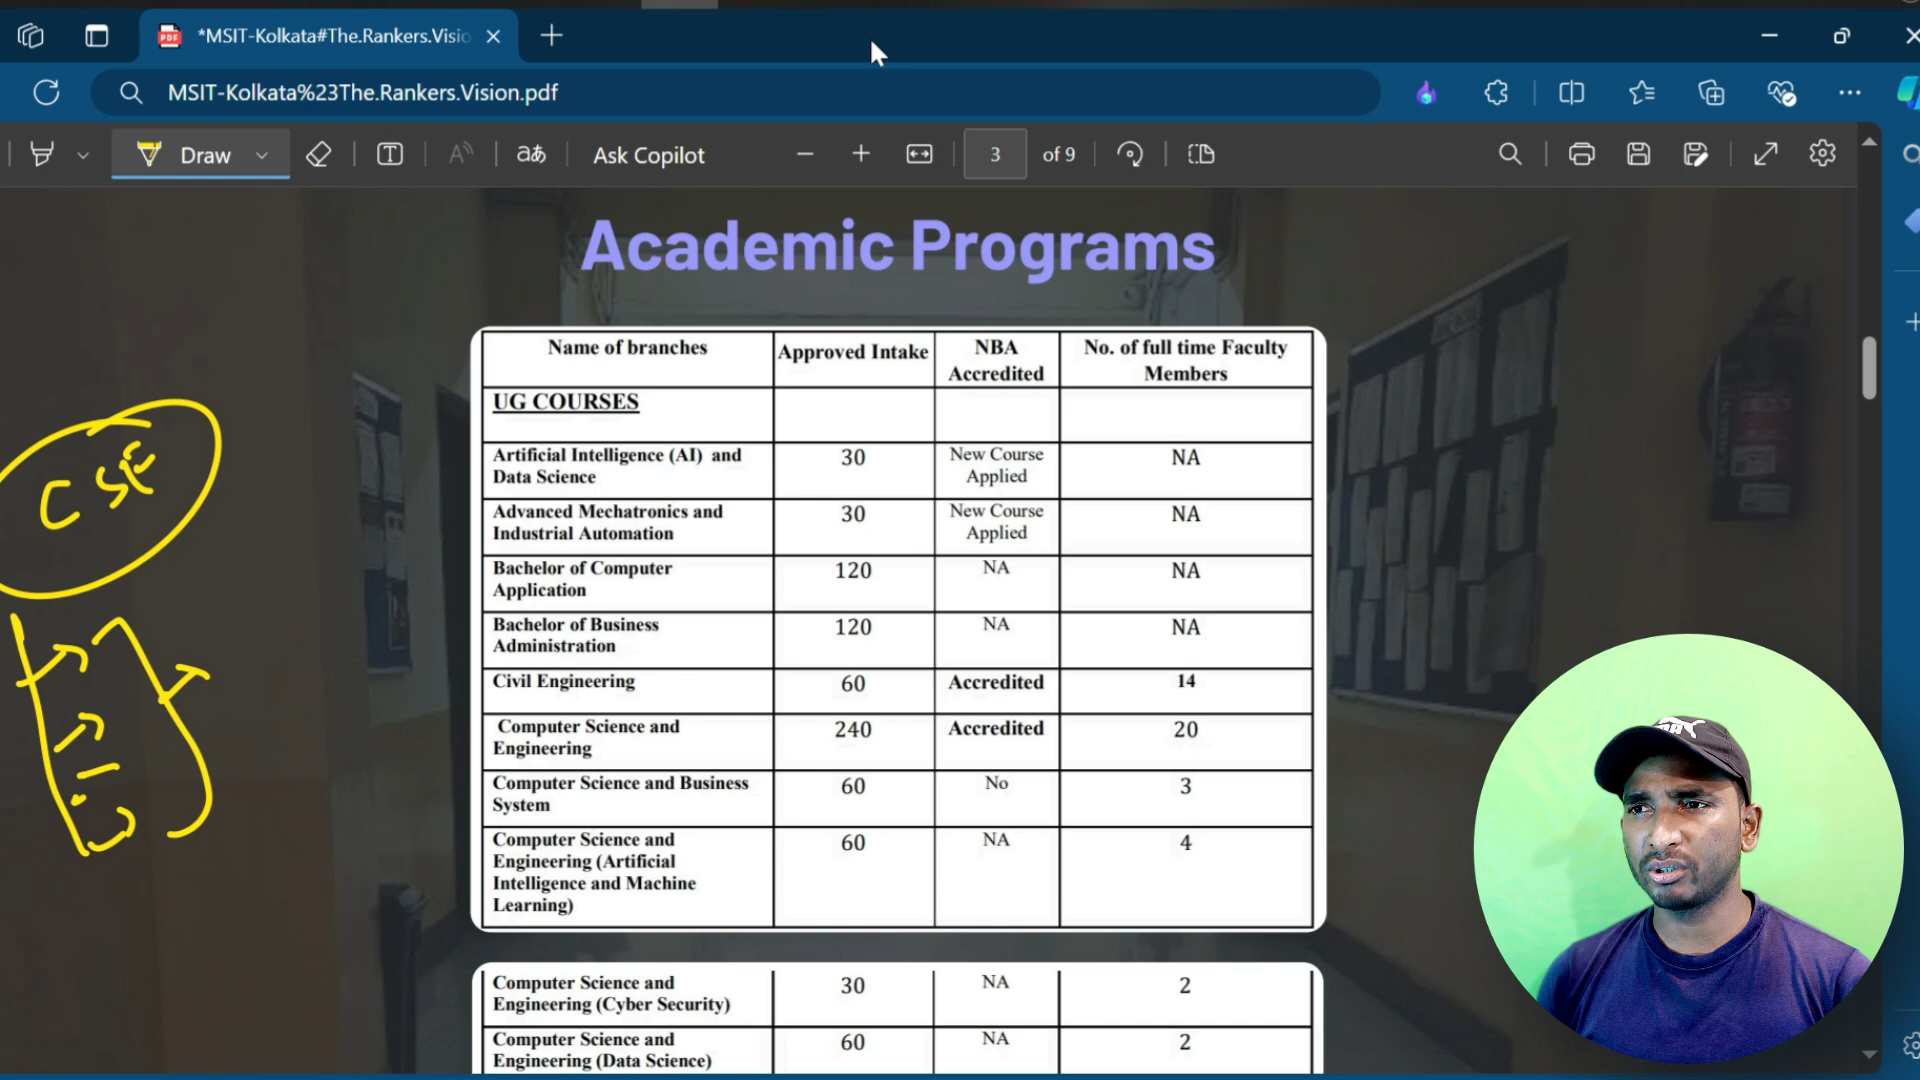 *MSIT-Kolkata#The.Rankers.Visio
MSIT-Kolkata%23The.Rankers.Vision.pdf
Draw
aあ
Ask Copilot
3 of 9
Academic Programs
Name of branches Approved Intake NBA Accredited No. of full time Faculty Members
UG COURSES
Artificial Intelligence (AI) and Data Science 30 New Course Applied NA
Advanced Mechatronics and Industrial Automation 30 New Course Applied NA
Bachelor of Computer Application 120 NA NA
Bachelor of Business Administration 120 NA NA
Civil Engineering 60 Accredited 14
Computer Science and Engineering 240 Accredited 20
Computer Science and Business System 60 No 3
Computer Science and Engineering (Artificial Intelligence and Machine Learning) 60 NA 4
Computer Science and Engineering (Cyber Security) 30 NA 2
Computer Science and Engineering (Data Science) 60 NA 2
CSE